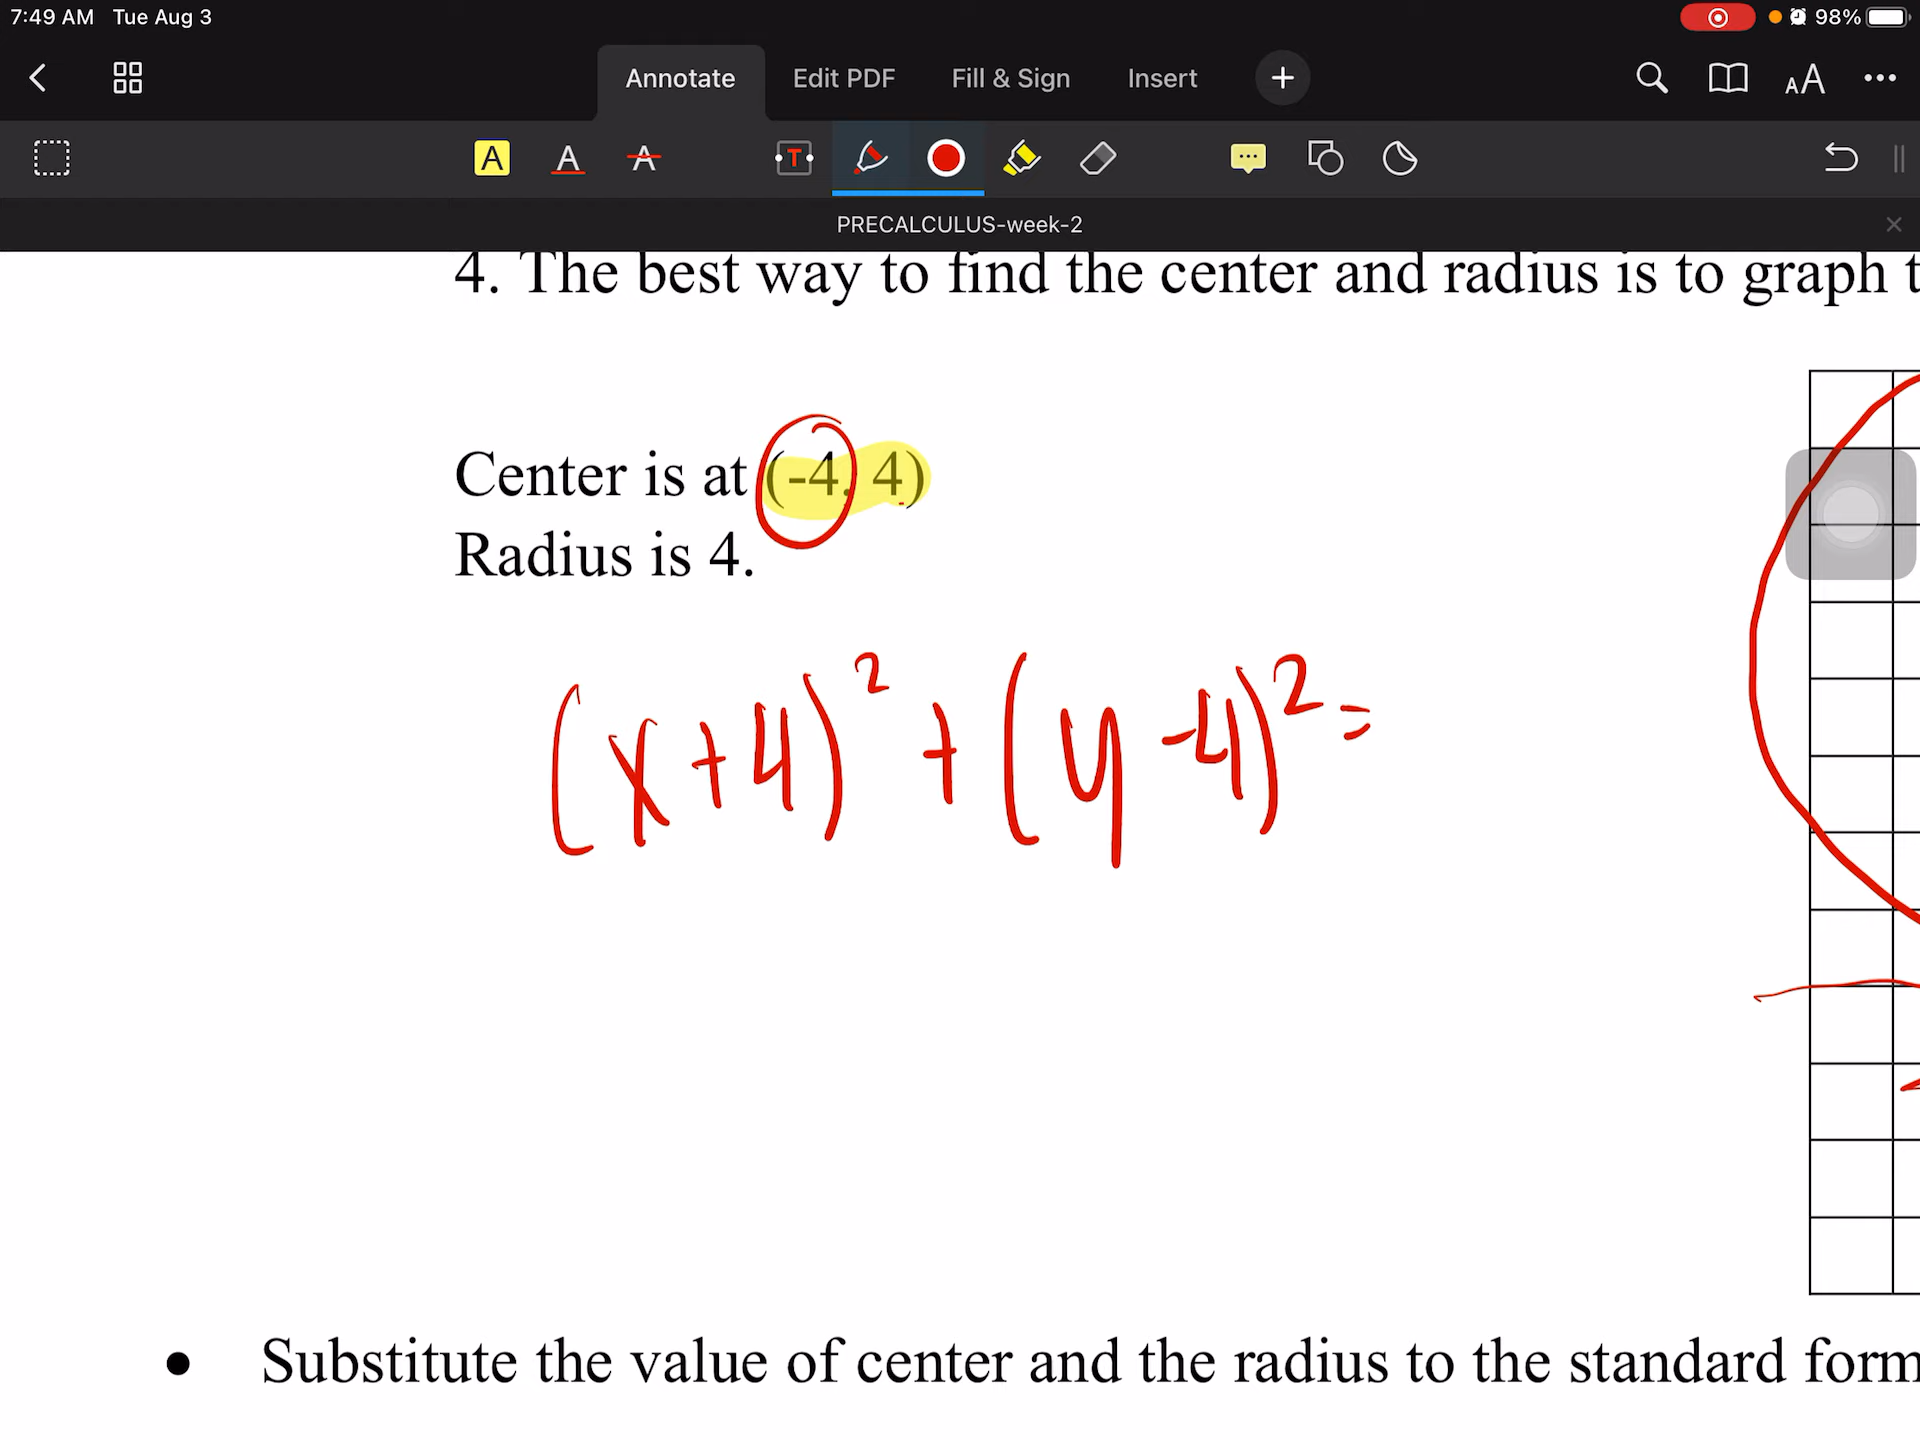 7:49 AM Tue Aug 3 98%
Annotate Edit PDF Fill & Sign Insert + AA
A A A T
PRECALCULUS-week-2
4. The best way to find the center and radius is to graph t
Center is at (-4, 4)
Radius is 4.
(x+4)² + (y-4)² =
• Substitute the value of center and the radius to the standard form